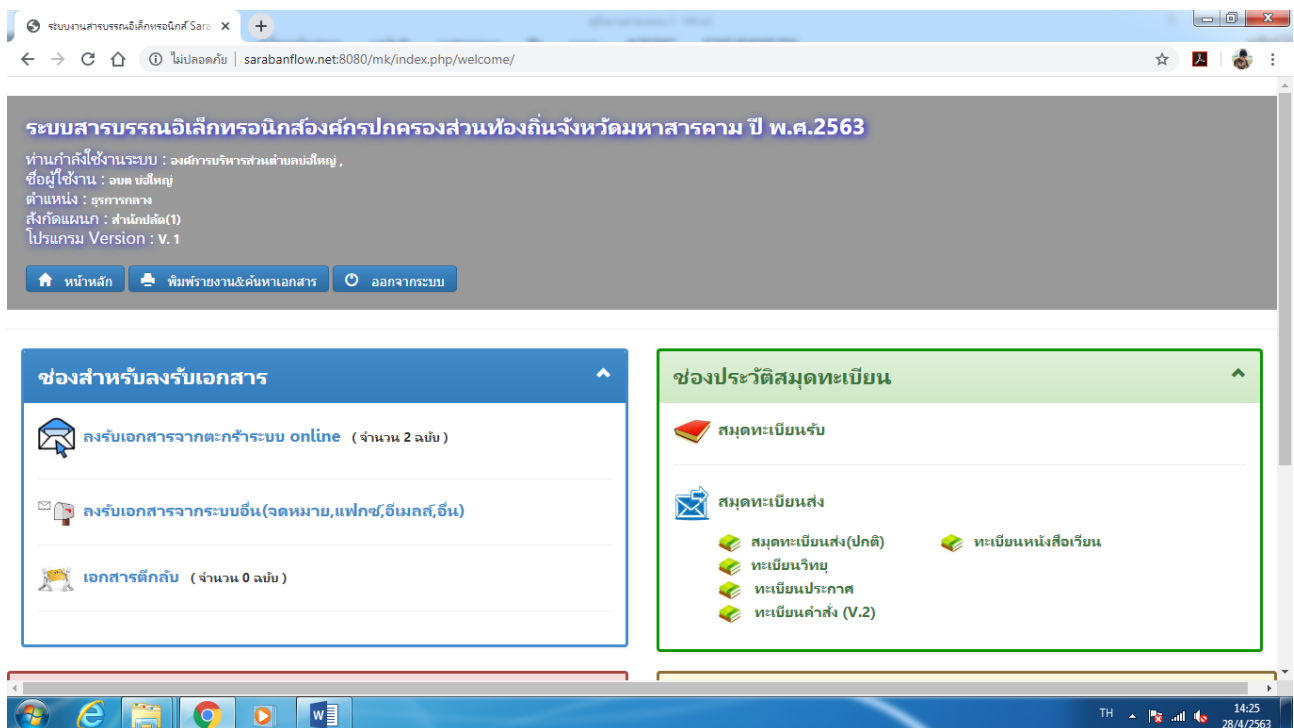 ระบบงานสารบรรณอิเล็กทรอนิกส์ Sara
ไม่ปลอดภัย | sarabanflow.net:8080/mk/index.php/welcome/
ระบบสารบรรณอิเล็กทรอนิกส์องค์กรปกครองส่วนท้องถิ่นจังหวัดมหาสารคาม ปี พ.ศ.2563
ท่านกำลังใช้งานระบบ : องค์การบริหารส่วนตำบลบ่อใหญ่ ,
ชื่อผู้ใช้งาน : อบต บ่อใหญ่
ตำแหน่ง : ธุรการกลาง
สังกัดแผนก : สำนักปลัด(1)
โปรแกรม Version : V. 1
หน้าหลัก พิมพ์รายงาน&ค้นหาเอกสาร ออกจากระบบ
ช่องสำหรับลงรับเอกสาร
ลงรับเอกสารจากตะกร้าระบบ online ( จำนวน 2 ฉบับ )
ลงรับเอกสารจากระบบอื่น(จดหมาย,แฟกซ์,อีเมลล์,อื่น)
เอกสารตีกลับ ( จำนวน 0 ฉบับ )
ช่องประวัติสมุดทะเบียน
สมุดทะเบียนรับ
สมุดทะเบียนส่ง
สมุดทะเบียนส่ง(ปกติ) ทะเบียนหนังสือเวียน
ทะเบียนวิทยุ
ทะเบียนประกาศ
ทะเบียนคำสั่ง (V.2)
TH 14:25
28/4/2563